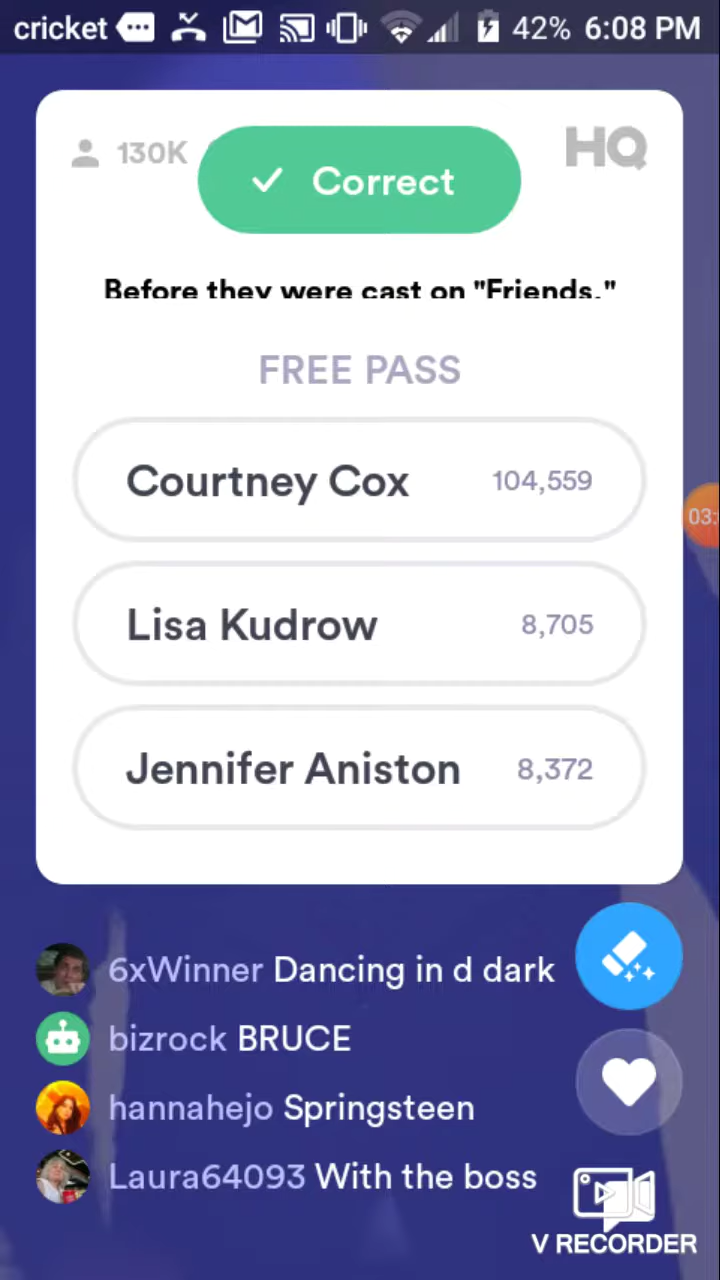 cricket 42% 6:08 PM
130K ✓ Correct HQ
Before they were cast on "Friends,"
FREE PASS
Courtney Cox 104,559
Lisa Kudrow 8,705
03:
Jennifer Aniston 8,372
6xWinner Dancing in d dark
bizrock BRUCE
hannahejo Springsteen
Laura64093 With the boss
V RECORDER